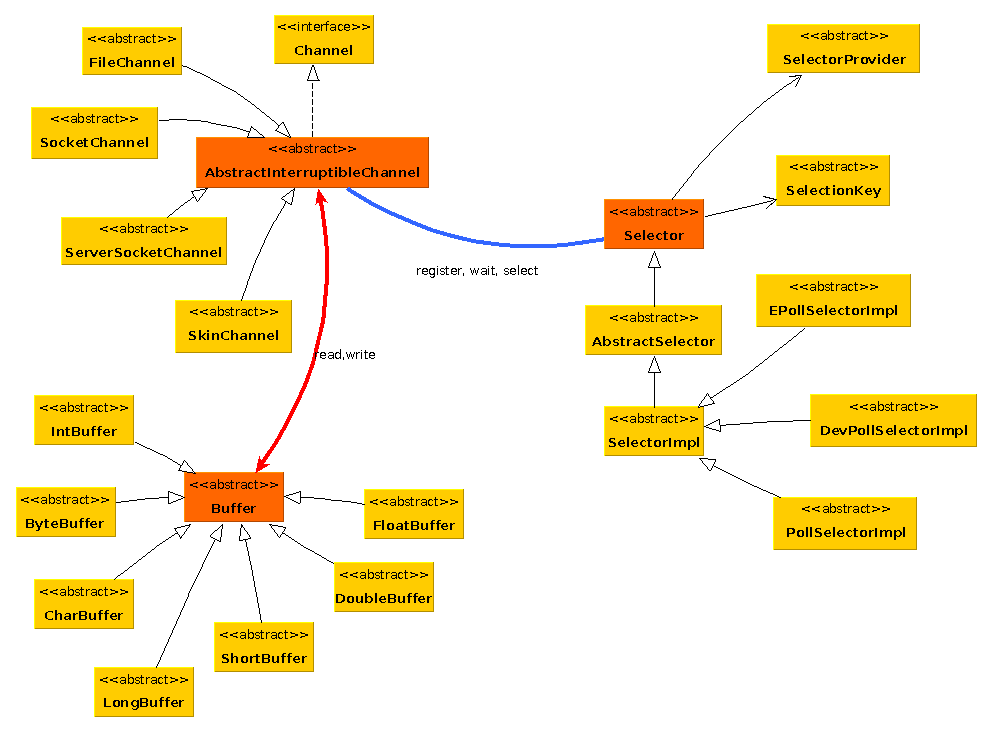 <<abstract>>
FileChannel
<<interface>>
Channel
<<abstract>>
SelectorProvider
<<abstract>>
SocketChannel
<<abstract>>
AbstractInterruptibleChannel
<<abstract>>
SelectionKey
<<abstract>>
ServerSocketChannel
<<abstract>>
Selector
register, wait, select
<<abstract>>
SkinChannel
<<abstract>>
AbstractSelector
<<abstract>>
EPollSelectorImpl
read,write
<<abstract>>
IntBuffer
<<abstract>>
SelectorImpl
<<abstract>>
DevPollSelectorImpl
<<abstract>>
Buffer
<<abstract>>
ByteBuffer
<<abstract>>
FloatBuffer
<<abstract>>
PollSelectorImpl
<<abstract>>
CharBuffer
<<abstract>>
DoubleBuffer
<<abstract>>
ShortBuffer
<<abstract>>
LongBuffer